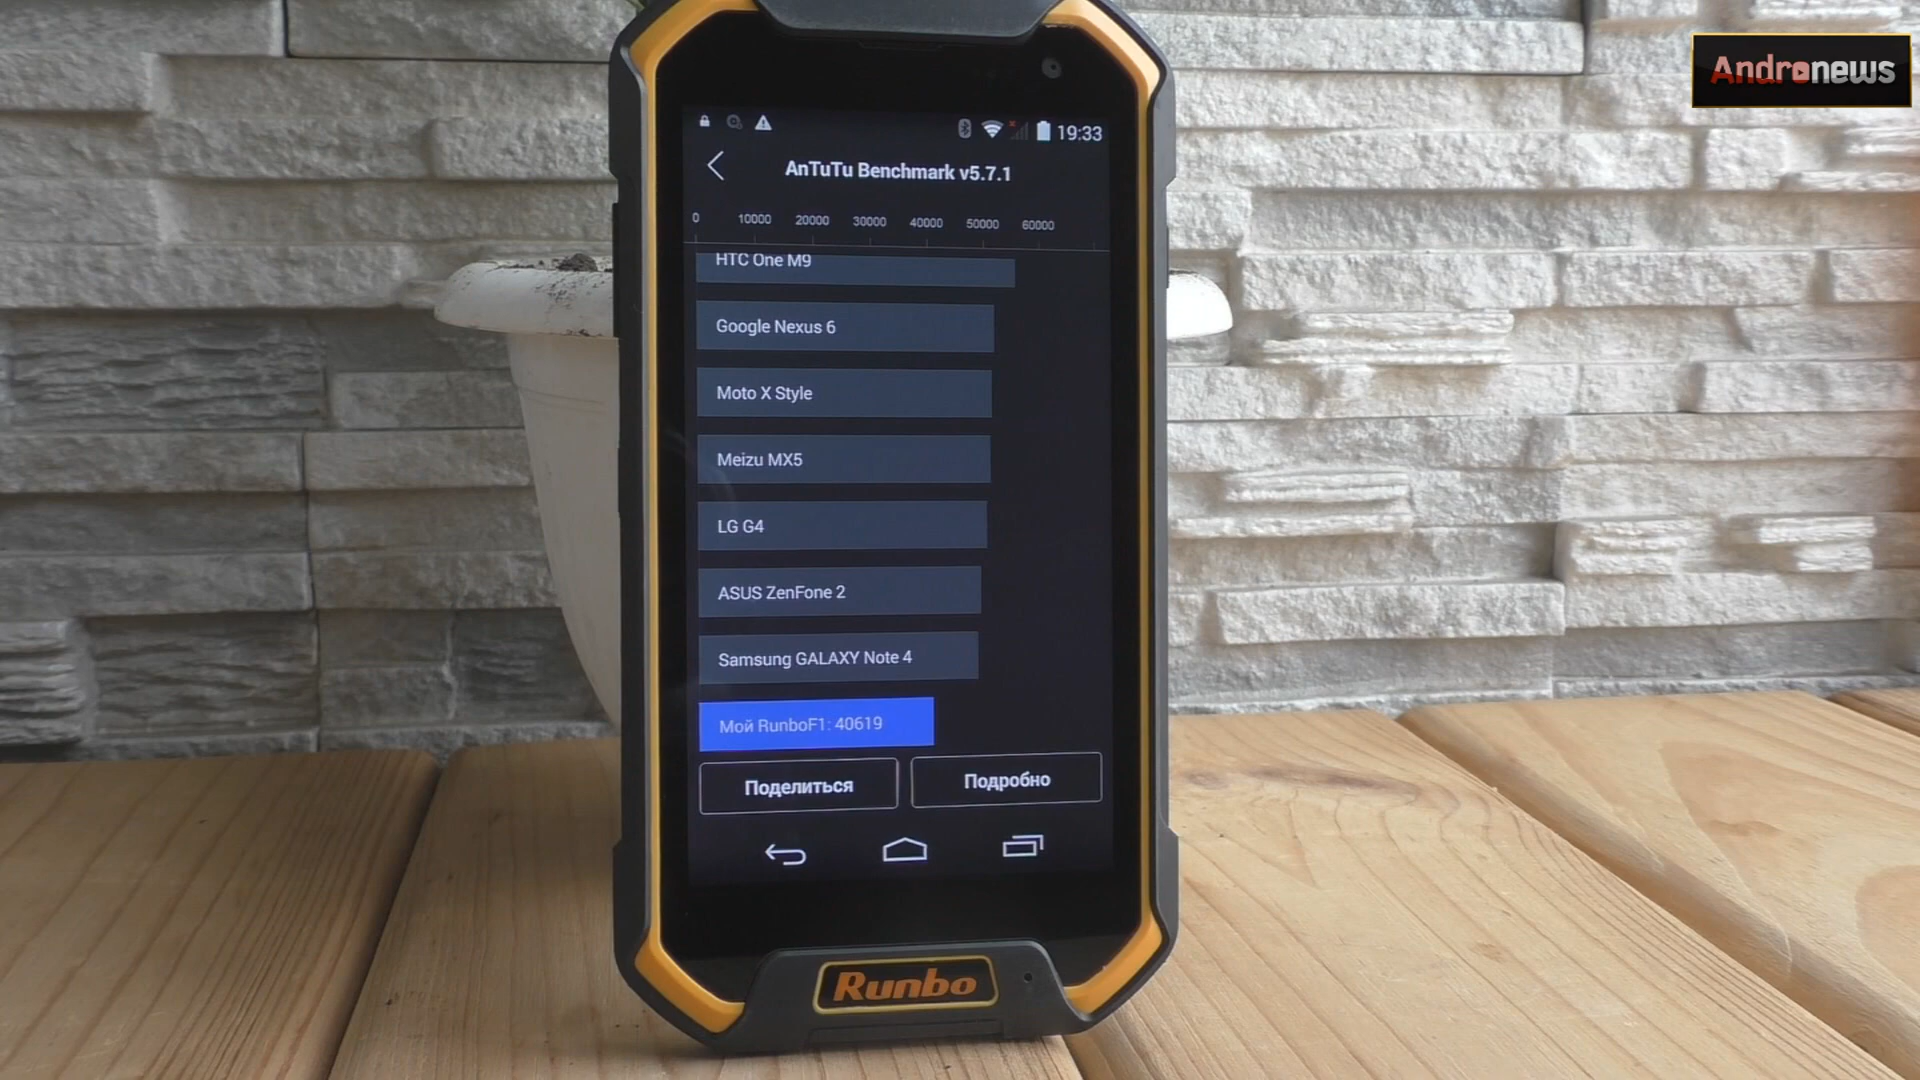 Andronews
19:33
AnTuTu Benchmark v5.7.1
0 10000 20000 30000 40000 50000 60000
HTC One M9
Google Nexus 6
Moto X Style
Meizu MX5
LG G4
ASUS ZenFone 2
Samsung GALAXY Note 4
Мой RunboF1: 40619
Поделиться Подробно
Runbo